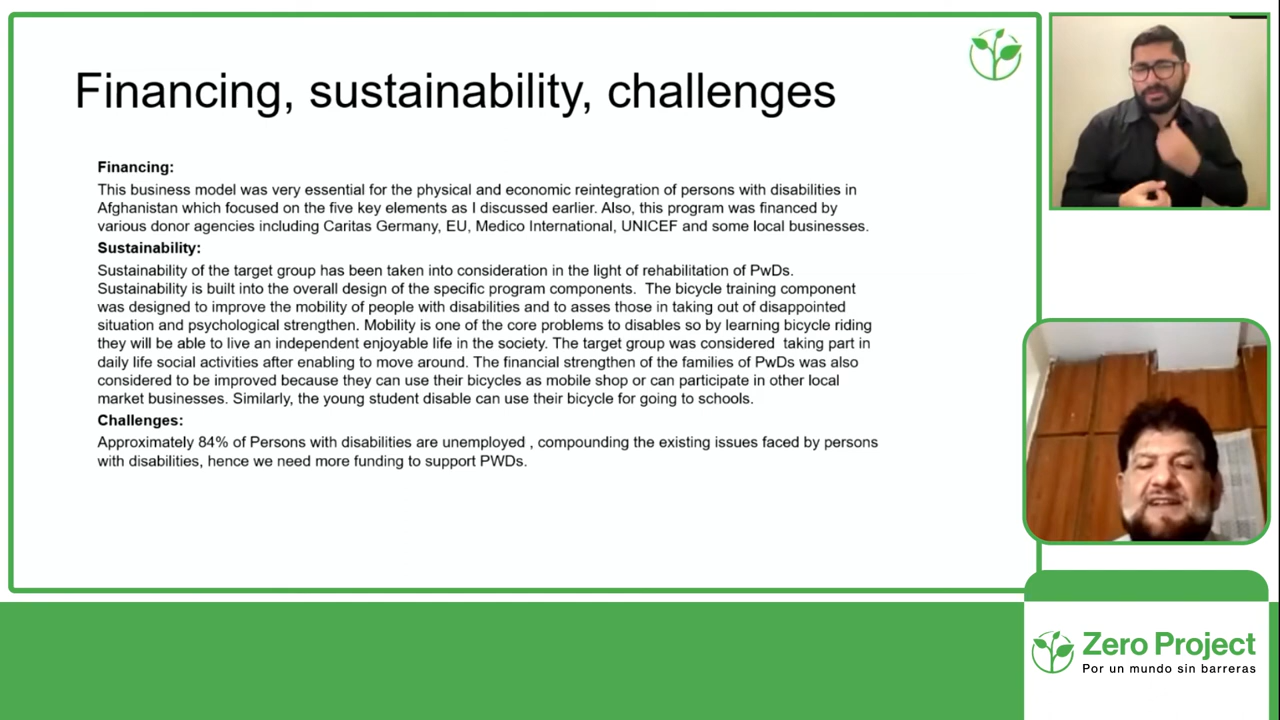 Financing, sustainability, challenges
Financing:
This business model was very essential for the physical and economic reintegration of persons with disabilities in
Afghanistan which focused on the five key elements as I discussed earlier. Also, this program was financed by
various donor agencies including Caritas Germany, EU, Medico International, UNICEF and some local businesses.
Sustainability:
Sustainability of the target group has been taken into consideration in the light of rehabilitation of PwDs.
Sustainability is built into the overall design of the specific program components.  The bicycle training component
was designed to improve the mobility of people with disabilities and to asses those in taking out of disappointed
situation and psychological strengthen. Mobility is one of the core problems to disables so by learning bicycle riding
they will be able to live an independent enjoyable life in the society. The target group was considered  taking part in
daily life social activities after enabling to move around. The financial strengthen of the families of PwDs was also
considered to be improved because they can use their bicycles as mobile shop or can participate in other local
market businesses. Similarly, the young student disable can use their bicycle for going to schools.
Challenges:
Approximately 84% of Persons with disabilities are unemployed , compounding the existing issues faced by persons
with disabilities, hence we need more funding to support PWDs.
Zero Project
Por un mundo sin barreras